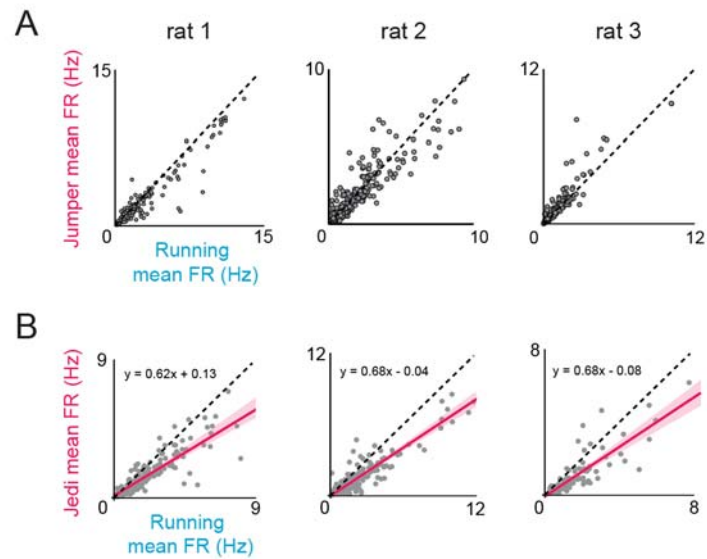 A
rat 1
rat 2
rat 3
Jumper mean FR (Hz)
15
0
15
10
0
10
12
0
12
Running
mean FR (Hz)
B
Jedi mean FR (Hz)
9
y = 0.62x + 0.13
0
9
12
y = 0.68x - 0.04
0
12
8
y = 0.68x - 0.08
0
8
Running
mean FR (Hz)